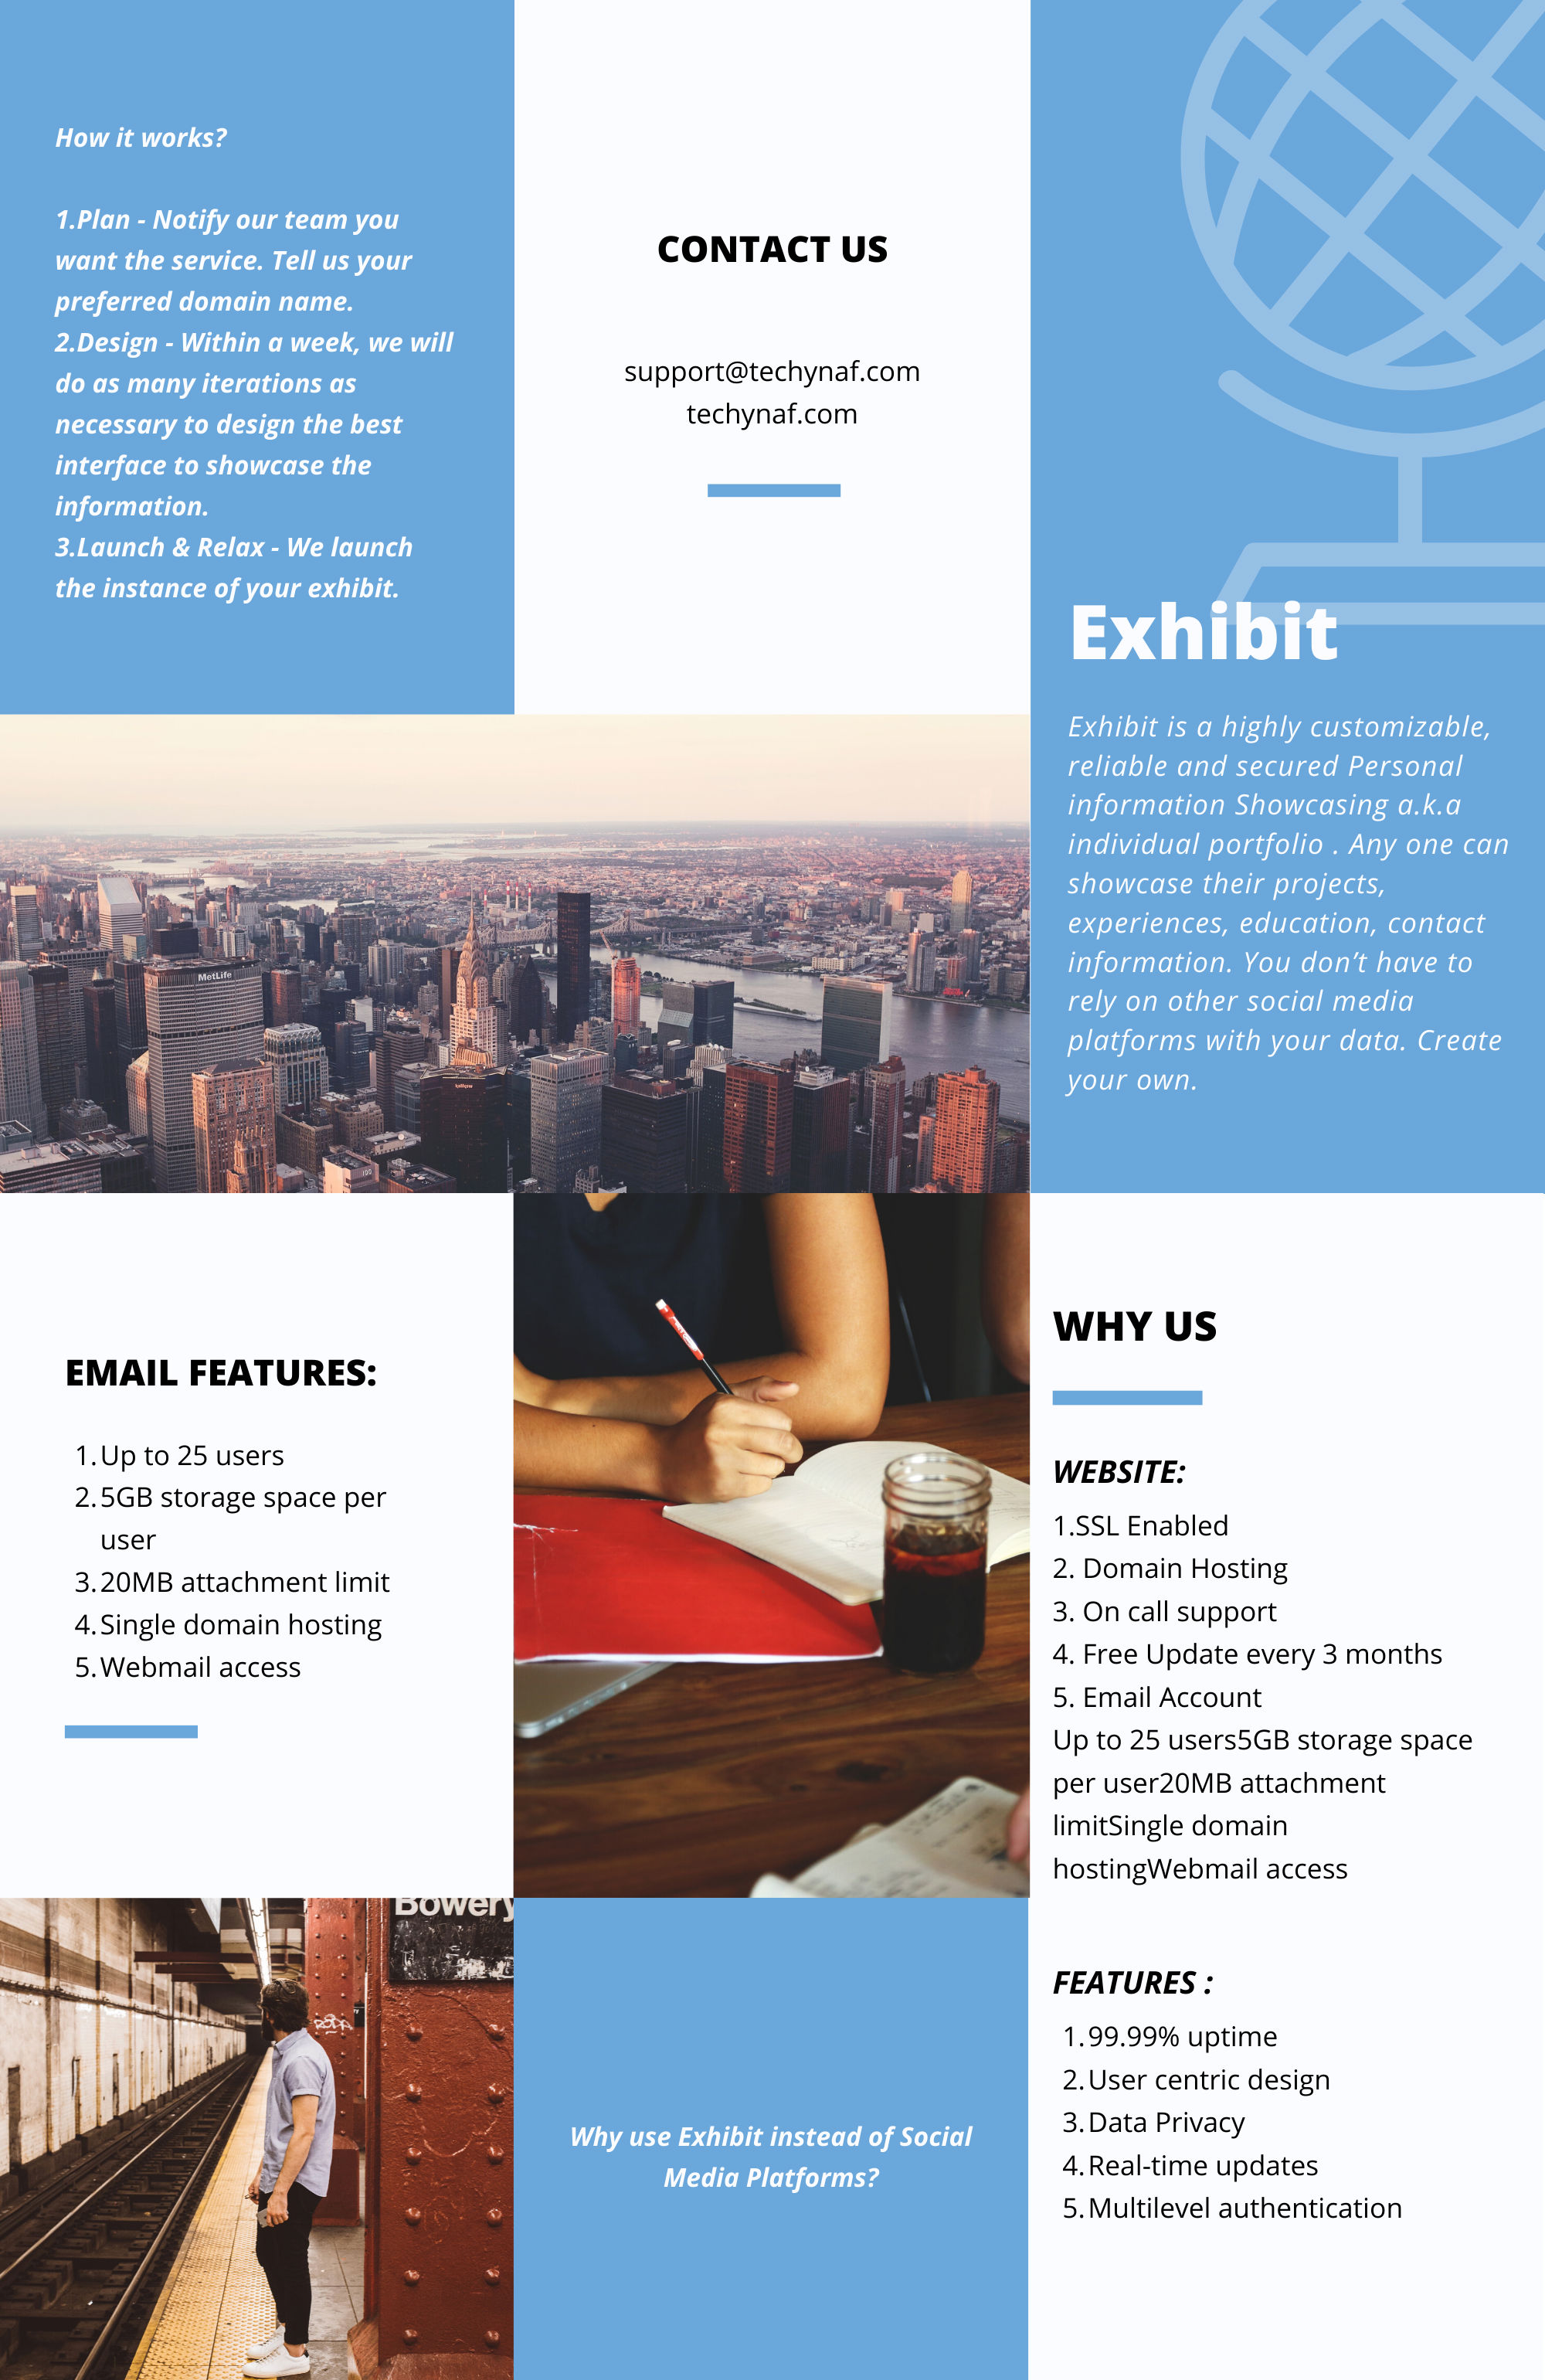 How it works?
1.Plan - Notify our team you
want the service. Tell us your
preferred domain name.
2.Design - Within a week, we will
do as many iterations as
necessary to design the best
interface to showcase the
information.
3.Launch & Relax - We launch
the instance of your exhibit.
CONTACT US
support@techynaf.com
techynaf.com
Exhibit
Exhibit is a highly customizable,
reliable and secured Personal
information Showcasing a.k.a
individual portfolio . Any one can
showcase their projects,
experiences, education, contact
information. You don’t have to
rely on other social media
platforms with your data. Create
your own.
MetLife
EMAIL FEATURES:
1. Up to 25 users
2. 5GB storage space per
user
3. 20MB attachment limit
4. Single domain hosting
5. Webmail access
WHY US
WEBSITE:
1.SSL Enabled
2. Domain Hosting
3. On call support
4. Free Update every 3 months
5. Email Account
Up to 25 users5GB storage space
per user20MB attachment
limitSingle domain
hostingWebmail access
Bowery
Why use Exhibit instead of Social
Media Platforms?
FEATURES :
1. 99.99% uptime
2. User centric design
3. Data Privacy
4. Real-time updates
5. Multilevel authentication